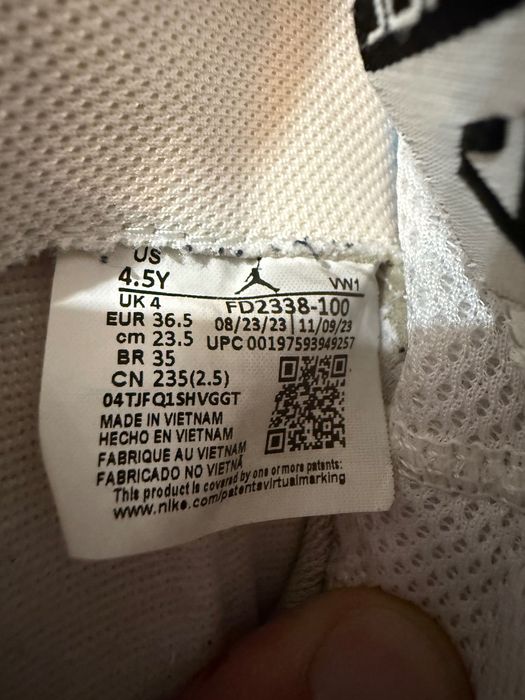 US
4.5Y
VVN1
UK 4
FD2338-100
EUR 36.5
08/23/23 | 11/09/23
cm 23.5
UPC 00197593949257
BR 35
CN 235(2.5)
04TJFQ1SHVGGT
MADE IN VIETNAM
HECHO EN VIETNAM
FABRIQUE AU VIETNAM
FABRICADO NO VIETNÃ
This product is covered by one or more patents:
www.nike.com/patentsvirtualmarking